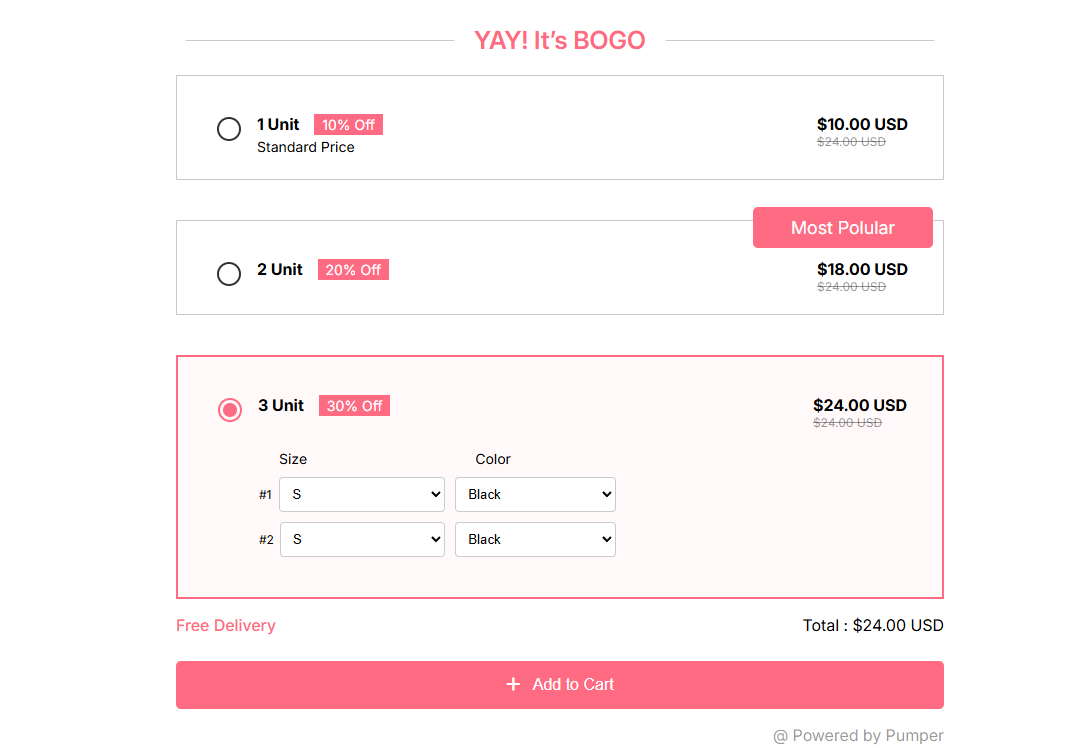 YAY! It’s BOGO
1 Unit 10% Off $10.00 USD
Standard Price $24.00 USD
Most Polular
2 Unit 20% Off $18.00 USD
$24.00 USD
3 Unit 30% Off $24.00 USD
$24.00 USD
Size Color
#1 S Black
#2 S Black
Free Delivery Total : $24.00 USD
+ Add to Cart
@ Powered by Pumper